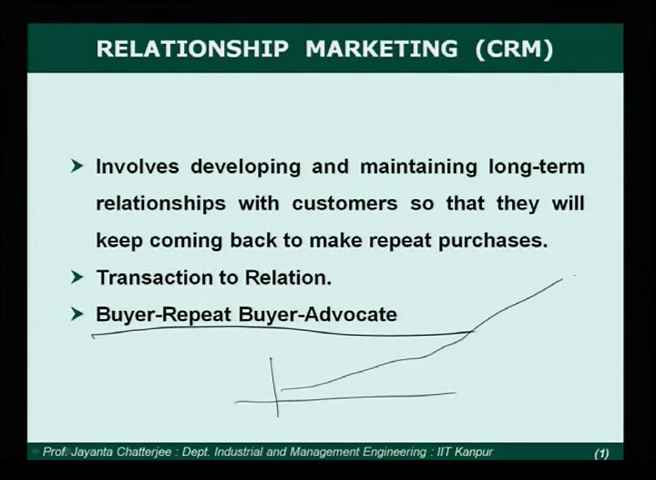 RELATIONSHIP MARKETING (CRM)
➤ Involves developing and maintaining long-term
relationships with customers so that they will
keep coming back to make repeat purchases.
➤ Transaction to Relation.
➤ Buyer-Repeat Buyer-Advocate
Prof. Jayanta Chatterjee : Dept. Industrial and Management Engineering : IIT Kanpur
(1)